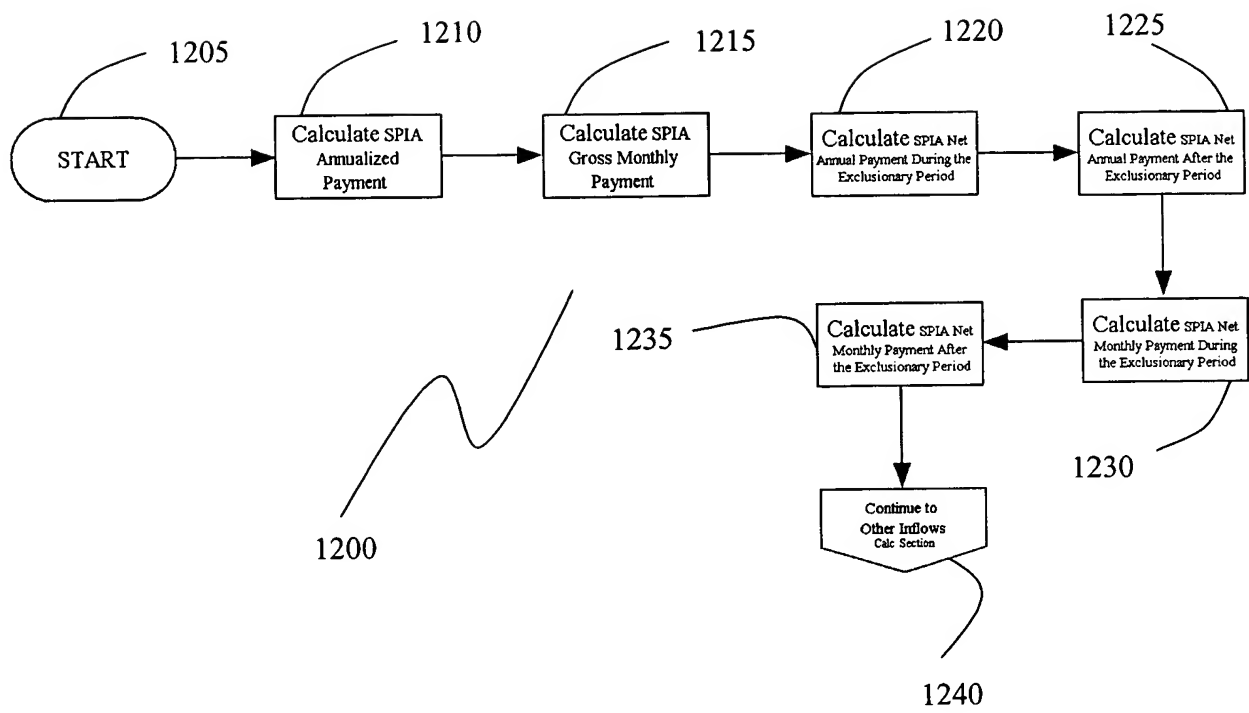 1205
1210
1215
1220
1225
START
Calculate SPIA
Annualized
Payment
Calculate SPIA
Gross Monthly
Payment
Calculate SPIA Net
Annual Payment During the
Exclusionary Period
Calculate SPIA Net
Annual Payment After the
Exclusionary Period
Calculate SPIA Net
Monthly Payment During
the Exclusionary Period
1230
Calculate SPIA Net
Monthly Payment After
the Exclusionary Period
1235
Continue to
Other Inflows
Calc Section
1240
1200